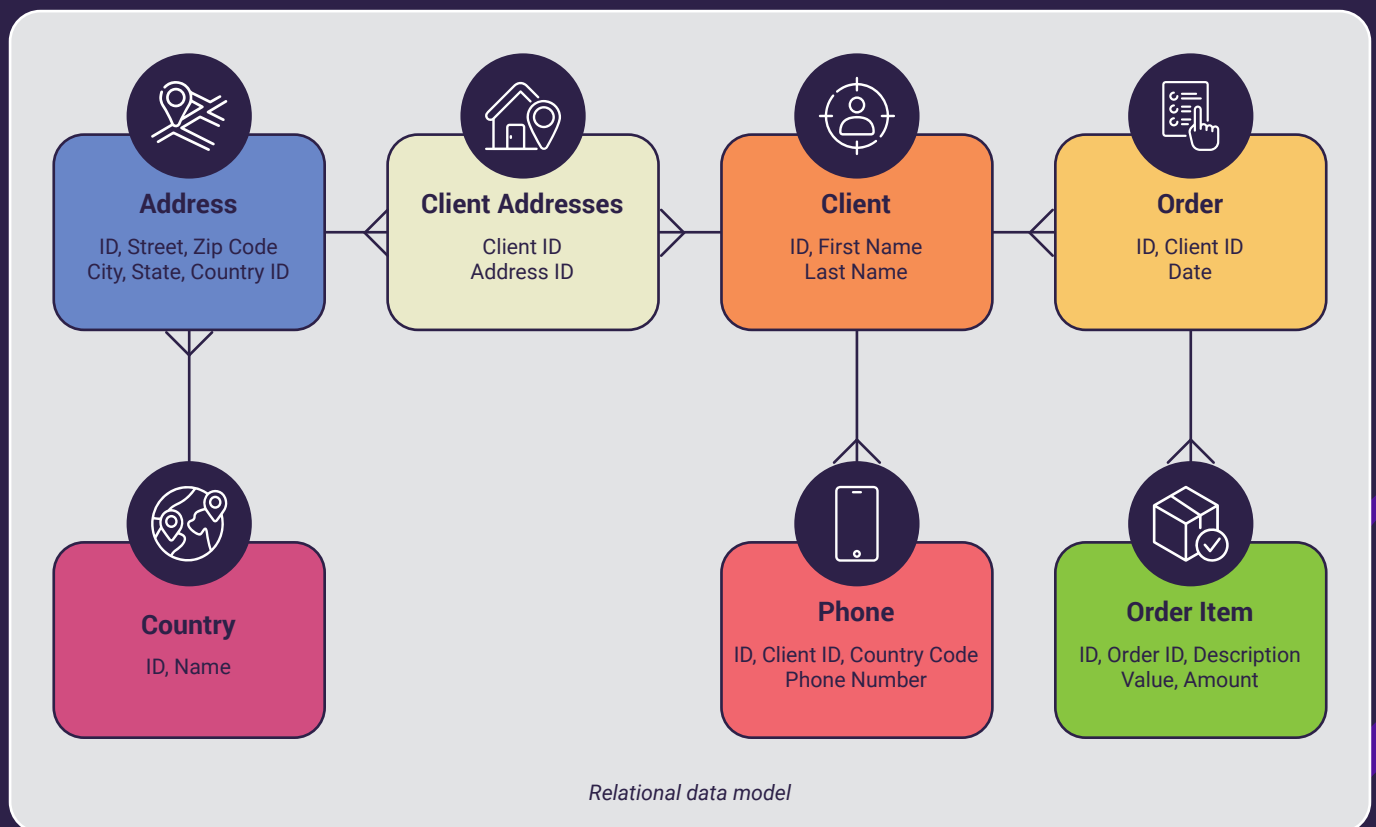 Address
ID, Street, Zip Code
City, State, Country ID
Client Addresses
Client ID
Address ID
Client
ID, First Name
Last Name
Order
ID, Client ID
Date
Country
ID, Name
Phone
ID, Client ID, Country Code
Phone Number
Order Item
ID, Order ID, Description
Value, Amount
Relational data model